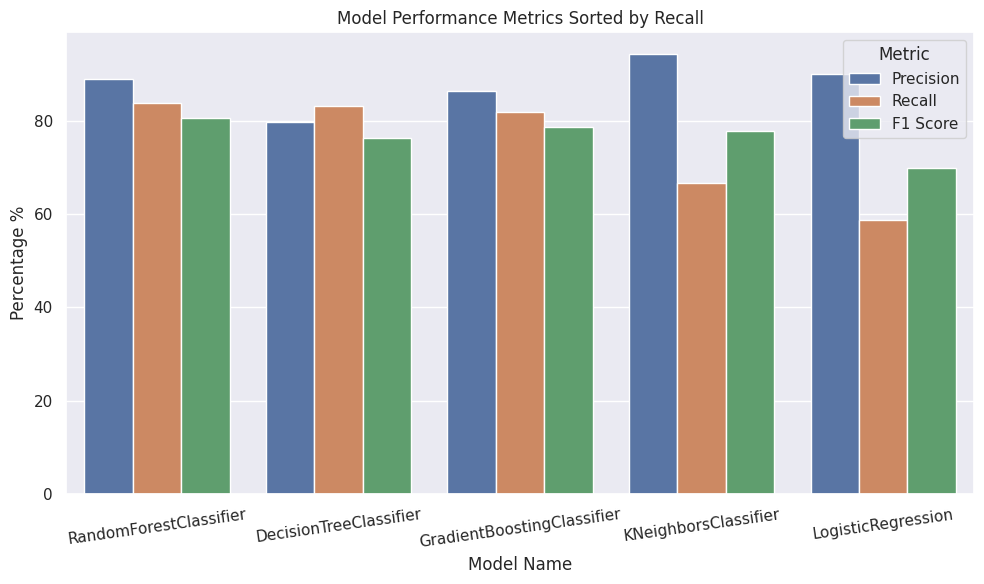 Model Performance Metrics Sorted by Recall
Metric
Precision
Recall
F1 Score
Percentage %
80
60
40
20
0
RandomForestClassifier
DecisionTreeClassifier
GradientBoostingClassifier
KNeighborsClassifier
LogisticRegression
Model Name